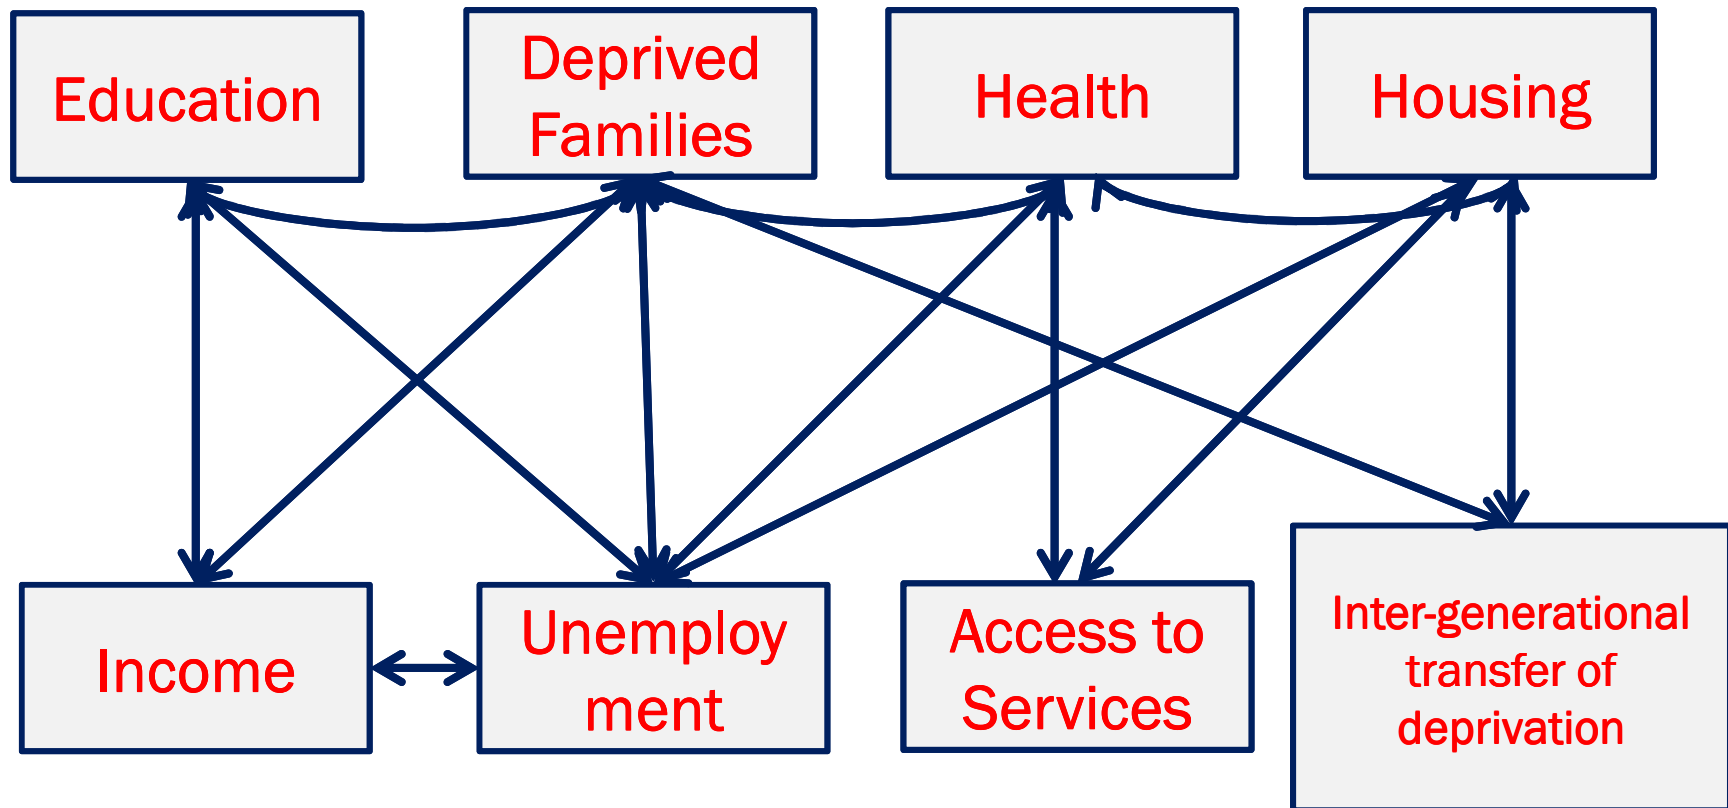 Education
Deprived
Families
Health
Housing
Income
Unemploy
ment
Access to
Services
Inter-generational
transfer of
deprivation